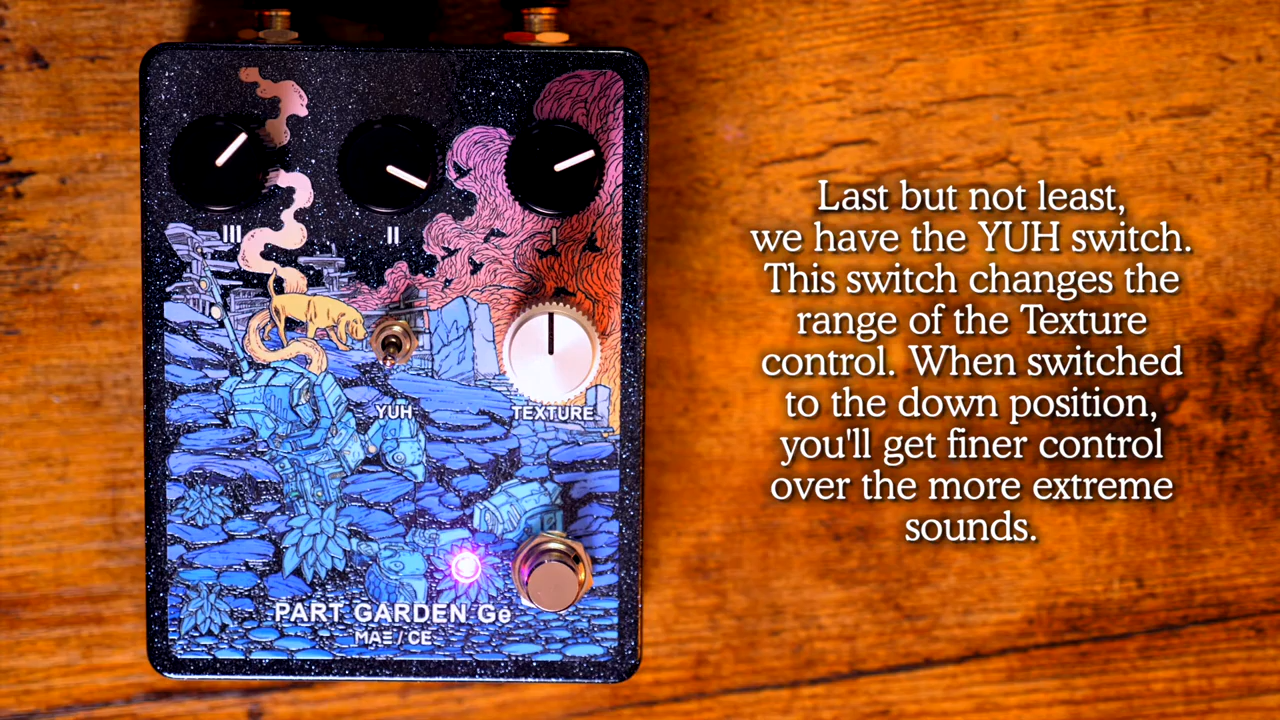 III
II
I
YUH
TEXTURE
PART GARDEN Ge
MAΞ / CE
Last but not least,
we have the YUH switch.
This switch changes the
range of the Texture
control. When switched
to the down position,
you'll get finer control
over the more extreme
sounds.